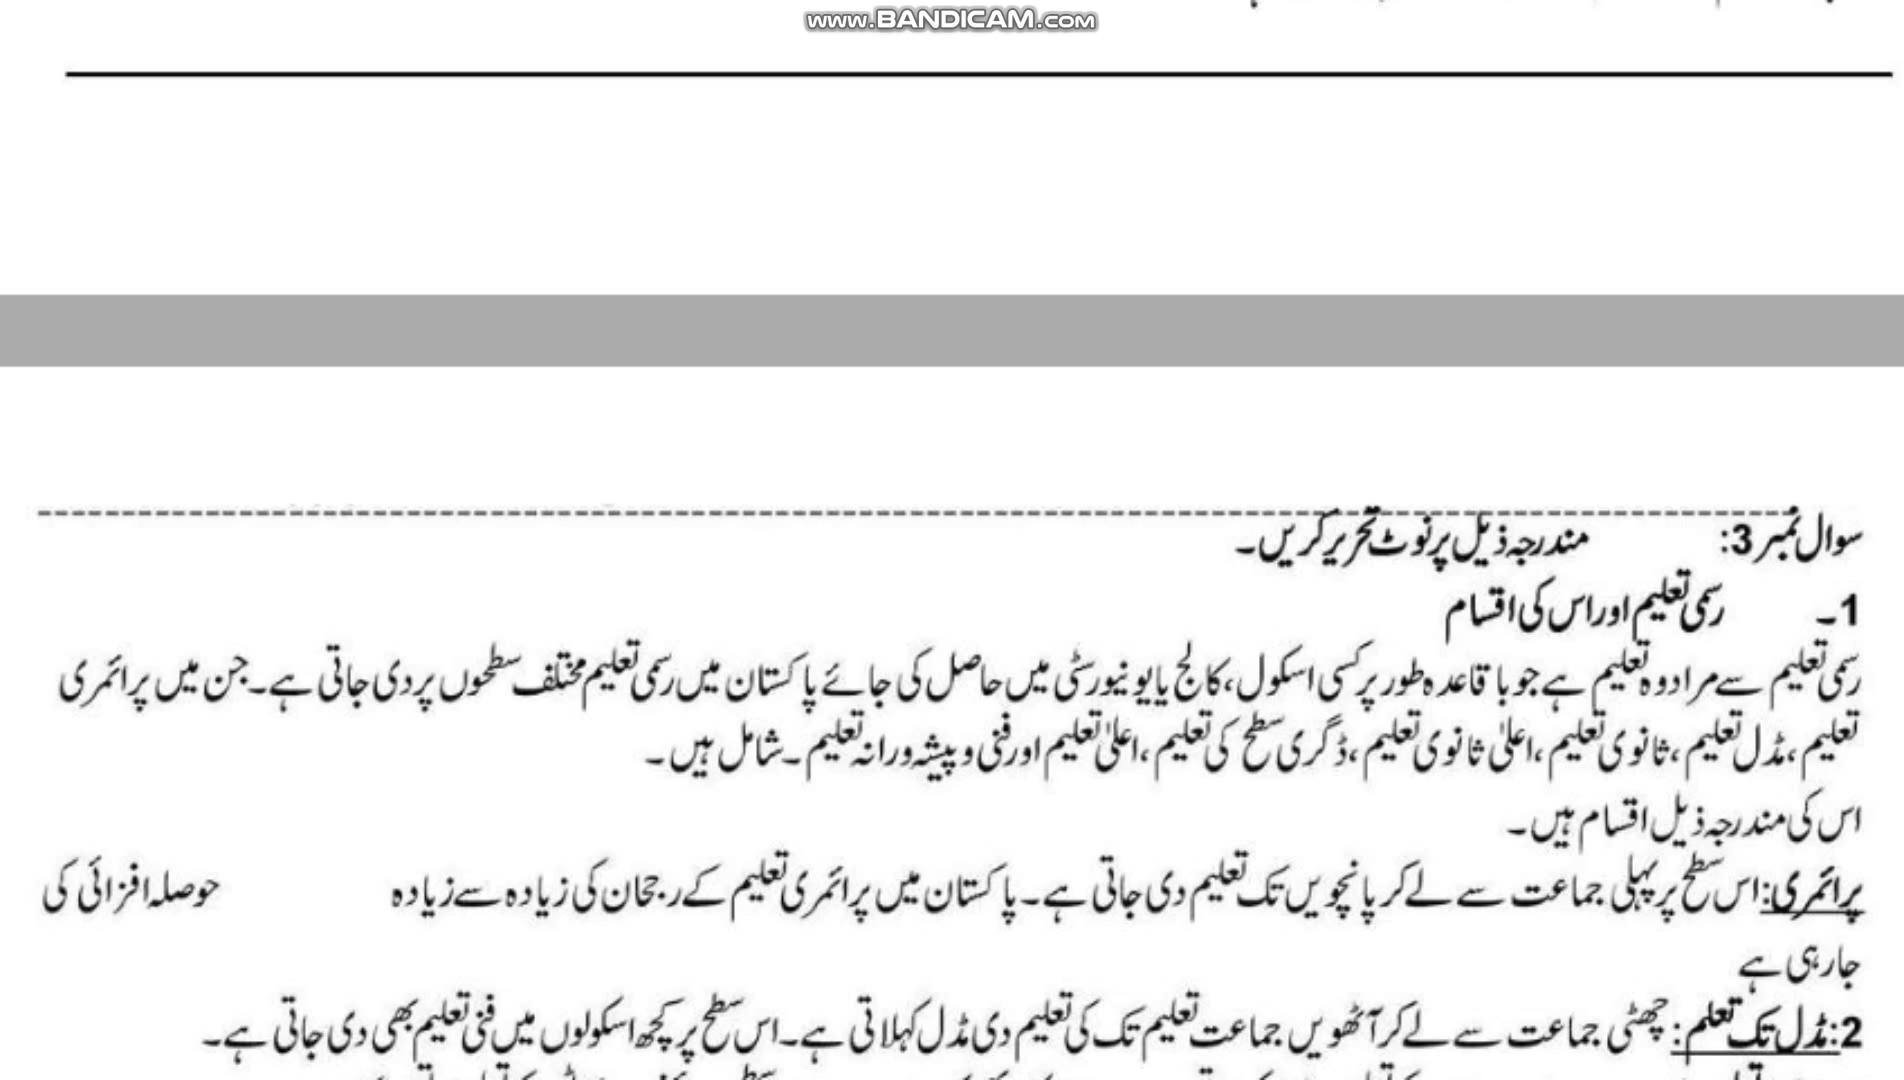 www.BANDICAM.com
سوال نمبر 3: مندرجہ ذیل پر نوٹ تحریر کریں۔
1۔ رسمی تعلیم اور اس کی اقسام
رسمی تعلیم سے مراد وہ تعلیم ہے جو باقاعدہ طور پر کسی اسکول، کالج یا یونیورسٹی میں حاصل کی جائے پاکستان میں رسمی تعلیم مختلف سطحوں پر دی جاتی ہے۔ جن میں پرائمری
تعلیم، مڈل تعلیم، ثانوی تعلیم، اعلیٰ ثانوی تعلیم، ڈگری سطح کی تعلیم، اعلیٰ تعلیم اور فنی و پیشہ ورانہ تعلیم۔ شامل ہیں۔
اس کی مندرجہ ذیل اقسام ہیں۔
پرائمری: اس سطح پر پہلی جماعت سے لے کر پانچویں تک تعلیم دی جاتی ہے۔ پاکستان میں پرائمری تعلیم کے رجحان کی زیادہ سے زیادہ حوصلہ افزائی کی
جارہی ہے
2: مڈل تک تعلم: چھٹی جماعت سے لے کر آٹھویں جماعت تعلیم تک کی تعلیم دی مڈل کہلاتی ہے۔ اس سطح پر کچھ اسکولوں میں فنی تعلیم بھی دی جاتی ہے۔